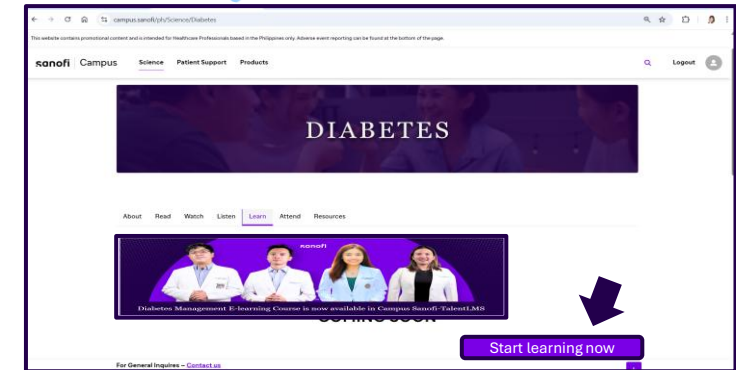 campus.sanofi/ph/Science/Diabetes
This website contains promotional content and is intended for Healthcare Professionals based in the Philippines only. Adverse event reporting can be found at the bottom of the page.
sanofi Campus Science Patient Support Products Logout
DIABETES
About Read Watch Listen Learn Attend Resources
sanofi
Diabetes Management E-learning Course is now available in Campus Sanofi-TalentLMS
COMING SOON
Start learning now
For General Inquires – Contact us